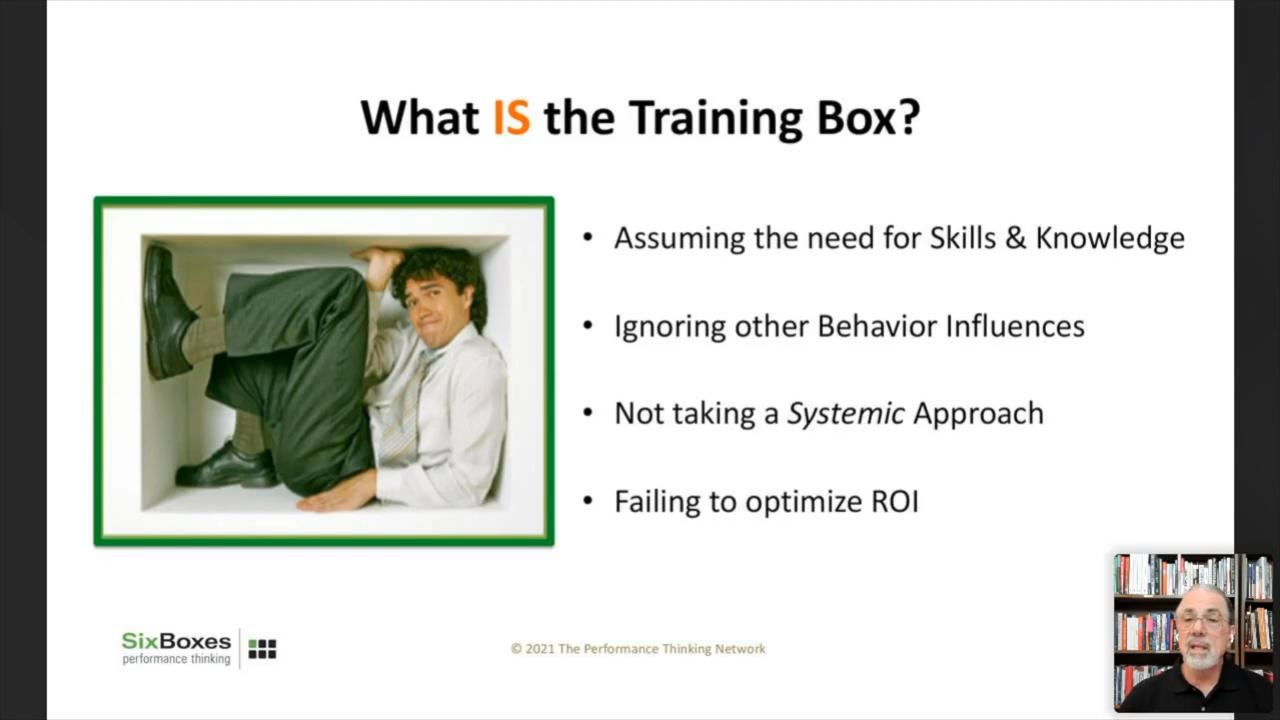 What IS the Training Box?
• Assuming the need for Skills & Knowledge
• Ignoring other Behavior Influences
• Not taking a Systemic Approach
• Failing to optimize ROI
SixBoxes
performance thinking
© 2021 The Performance Thinking Network